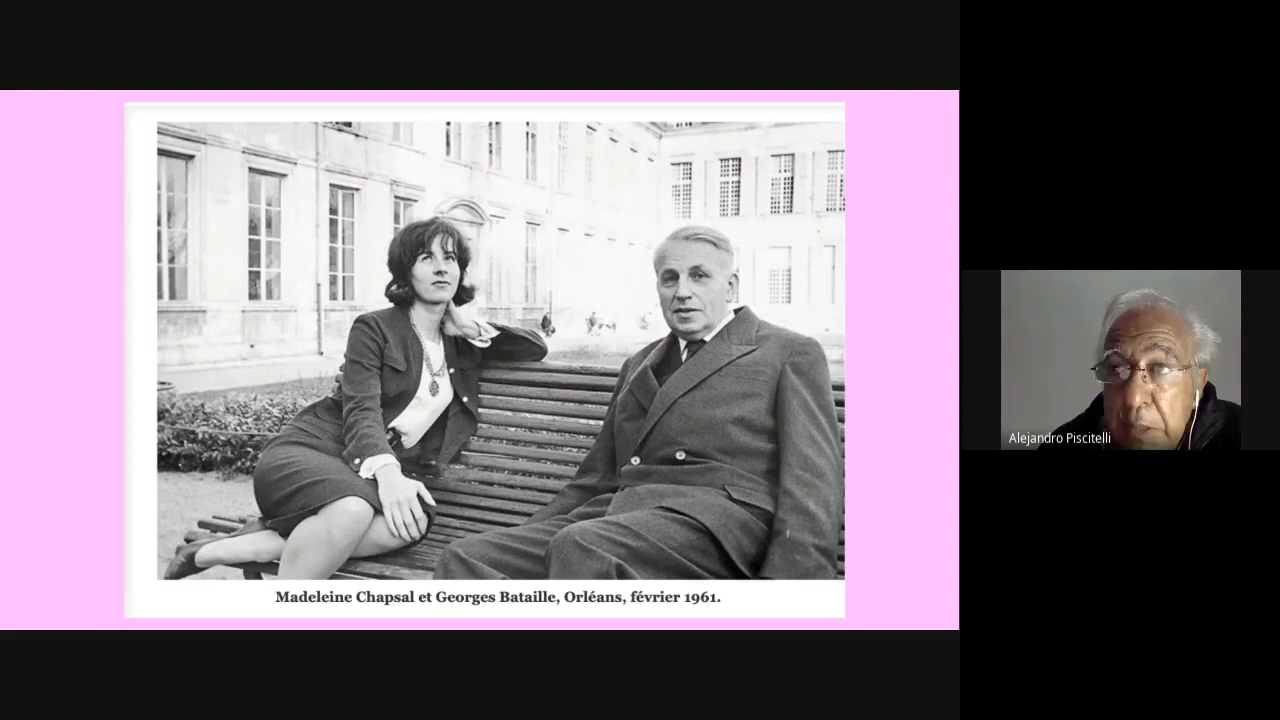 Madeleine Chapsal et Georges Bataille, Orléans, février 1961.
Alejandro Piscitelli